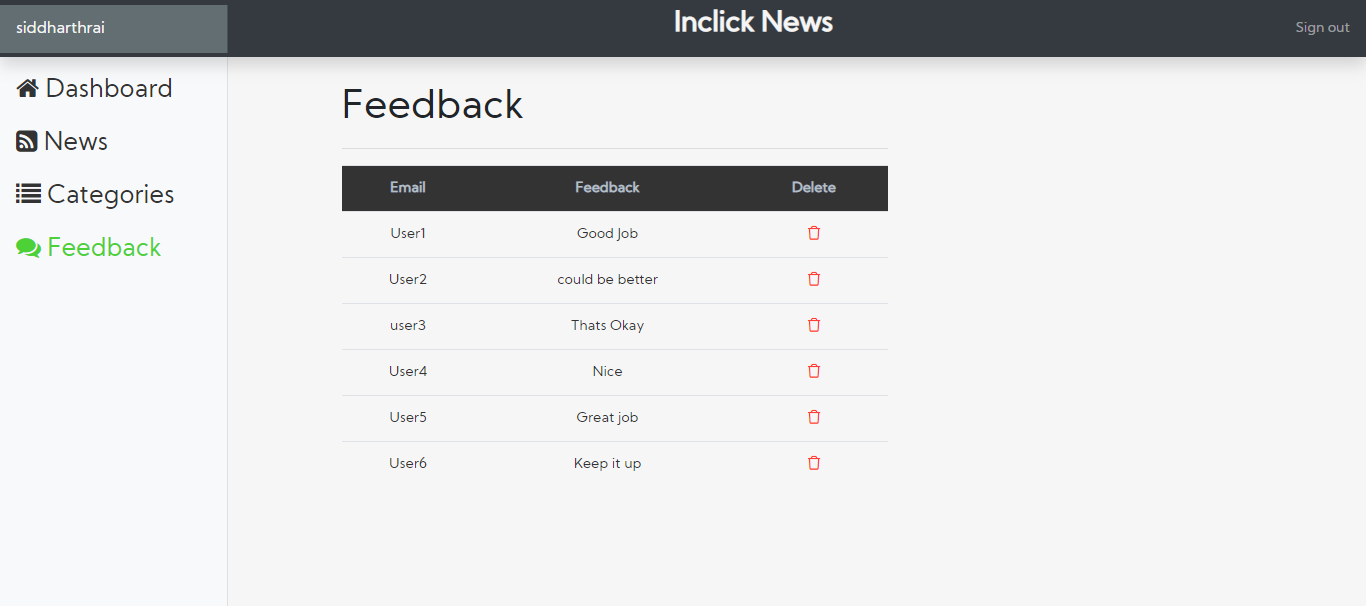 siddharthrai
Inclick News
Sign out
Dashboard
News
Categories
Feedback
Feedback
Email Feedback Delete
User1 Good Job
User2 could be better
user3 Thats Okay
User4 Nice
User5 Great job
User6 Keep it up